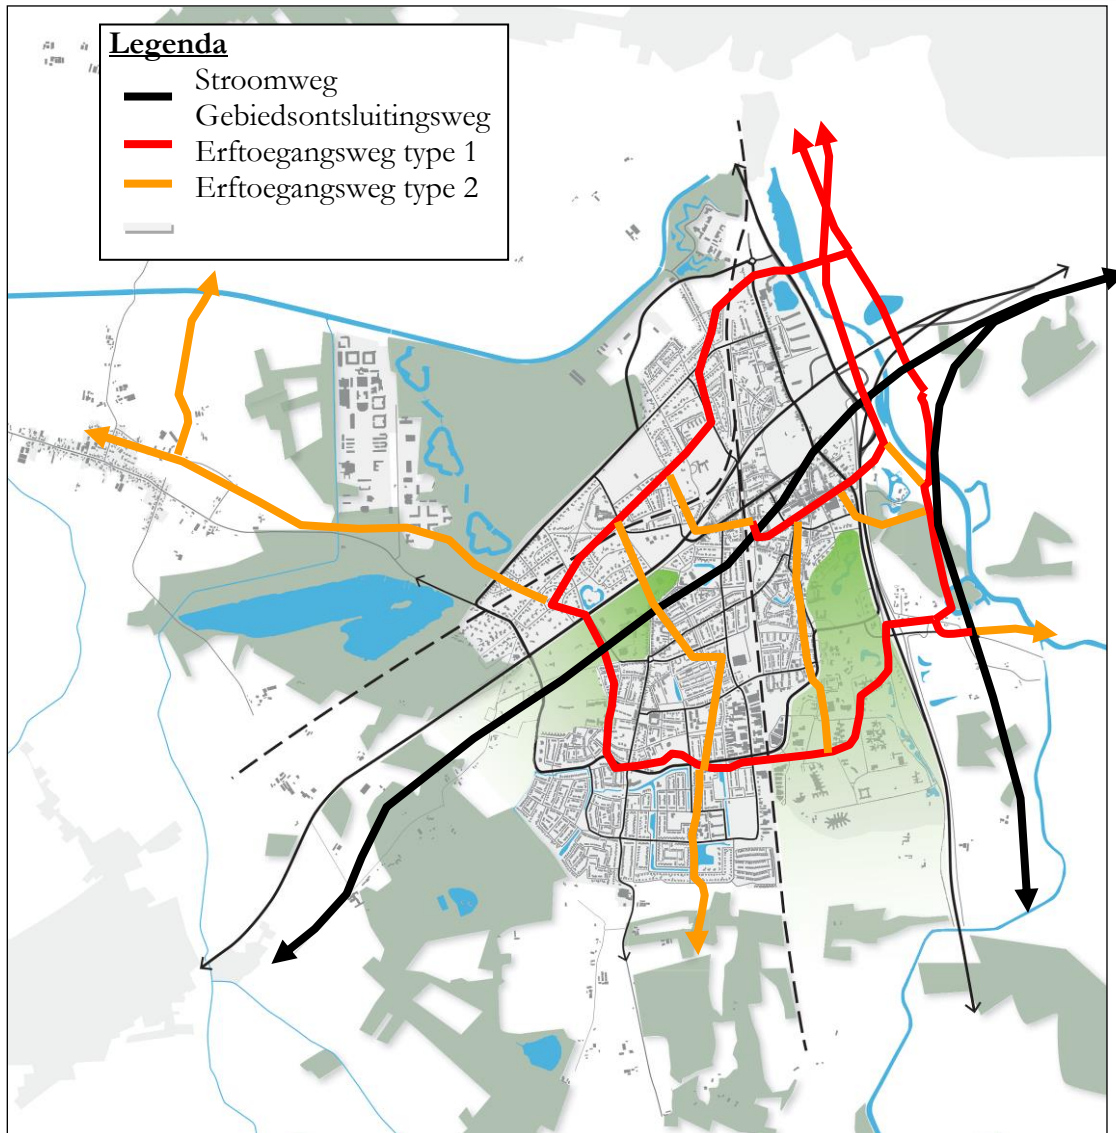 Legenda
Stroomweg
Gebiedsontsluitingsweg
Erftoegangsweg type 1
Erftoegangsweg type 2